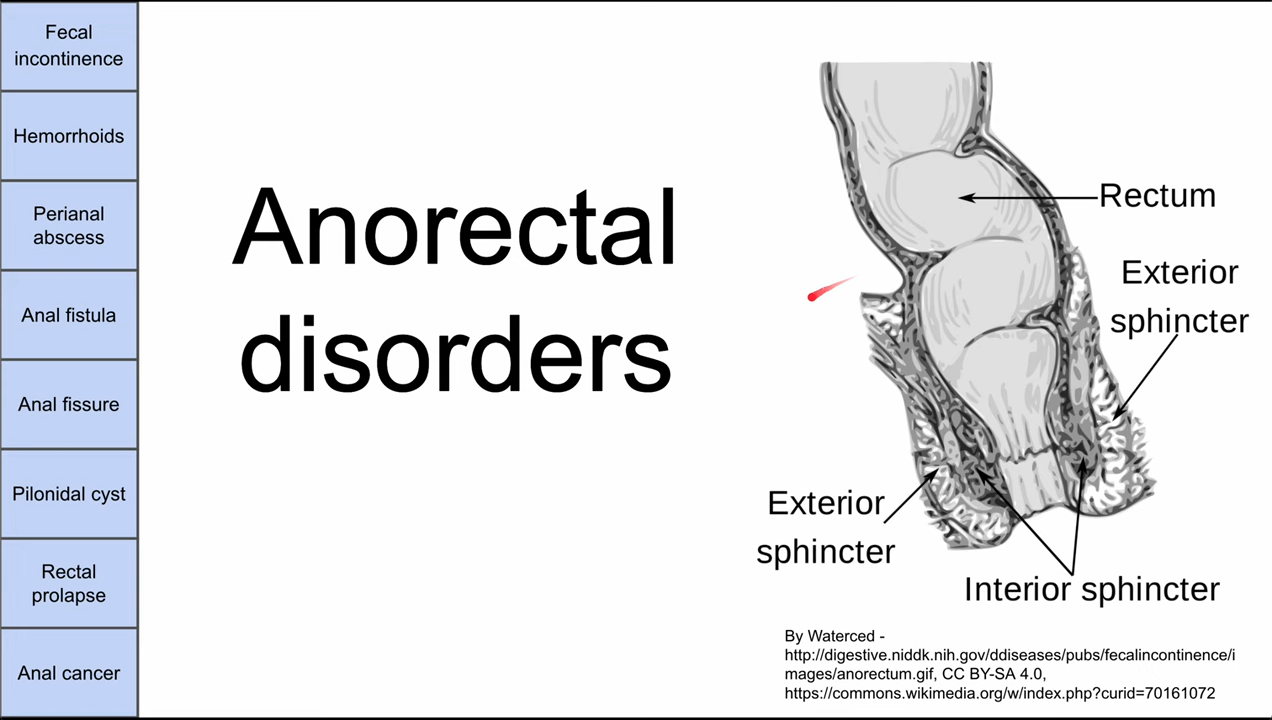 Fecal
incontinence
Hemorrhoids
Perianal
abscess
Anal fistula
Anal fissure
Pilonidal cyst
Rectal
prolapse
Anal cancer
Anorectal
disorders
Rectum
Exterior
sphincter
Exterior
sphincter
Interior sphincter
By Waterced -
http://digestive.niddk.nih.gov/ddiseases/pubs/fecalincontinence/i
mages/anorectum.gif, CC BY-SA 4.0,
https://commons.wikimedia.org/w/index.php?curid=70161072